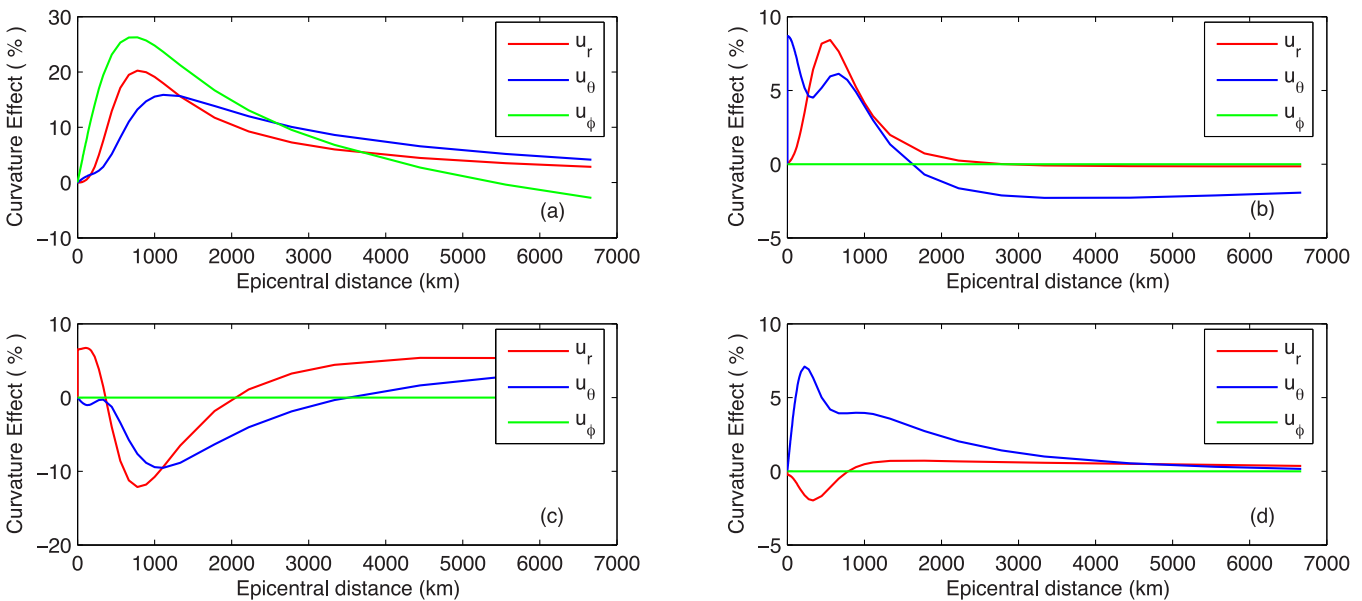 Curvature Effect ( % )
30
20
10
0
−10
u_r
u_θ
u_φ
(a)
0 1000 2000 3000 4000 5000 6000 7000
Epicentral distance (km)
Curvature Effect ( % )
10
5
0
−5
u_r
u_θ
u_φ
(b)
0 1000 2000 3000 4000 5000 6000 7000
Epicentral distance (km)
Curvature Effect ( % )
10
0
−10
−20
u_r
u_θ
u_φ
(c)
0 1000 2000 3000 4000 5000 6000 7000
Epicentral distance (km)
Curvature Effect ( % )
10
5
0
−5
u_r
u_θ
u_φ
(d)
0 1000 2000 3000 4000 5000 6000 7000
Epicentral distance (km)